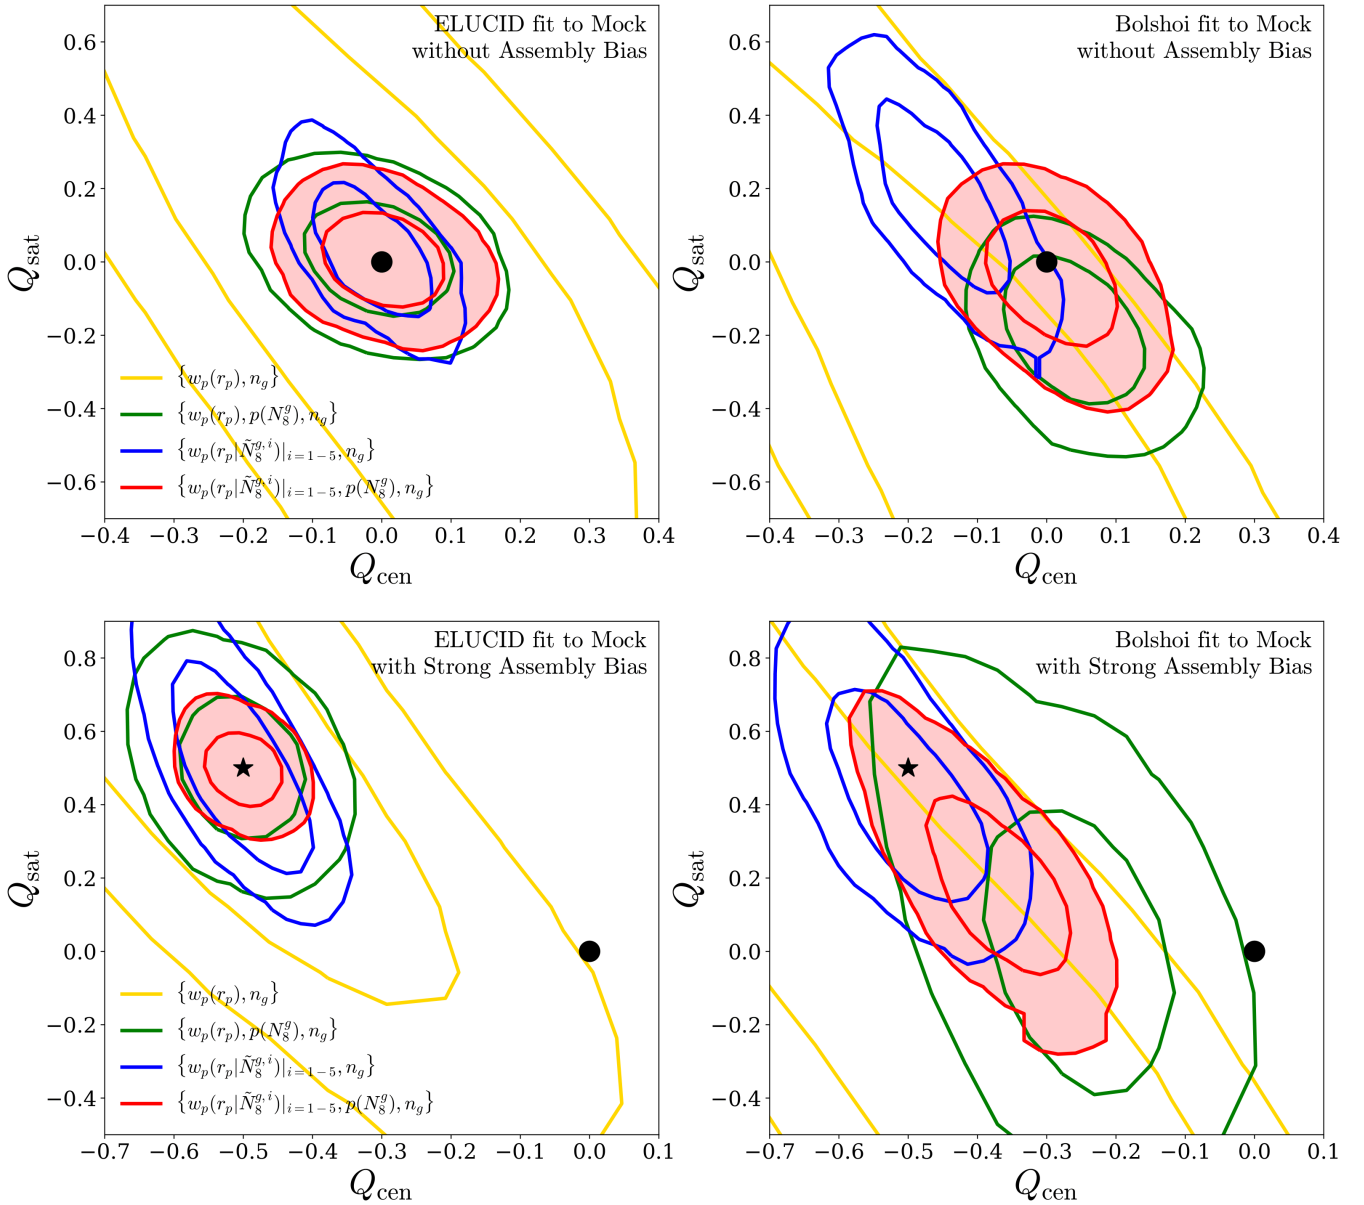 ELUCID fit to Mock
without Assembly Bias
0.6
0.4
0.2
0.0
−0.2
−0.4
−0.6
Q_sat
{w_p(r_p), n_g}
{w_p(r_p), p(N_8^g), n_g}
{w_p(r_p|Ñ_8^{g,i})|_{i=1−5}, n_g}
{w_p(r_p|Ñ_8^{g,i})|_{i=1−5}, p(N_8^g), n_g}
−0.4 −0.3 −0.2 −0.1 0.0 0.1 0.2 0.3 0.4
Q_cen
Bolshoi fit to Mock
without Assembly Bias
0.6
0.4
0.2
0.0
−0.2
−0.4
−0.6
Q_sat
−0.4 −0.3 −0.2 −0.1 0.0 0.1 0.2 0.3 0.4
Q_cen
ELUCID fit to Mock
with Strong Assembly Bias
0.8
0.6
0.4
0.2
0.0
−0.2
−0.4
Q_sat
{w_p(r_p), n_g}
{w_p(r_p), p(N_8^g), n_g}
{w_p(r_p|Ñ_8^{g,i})|_{i=1−5}, n_g}
{w_p(r_p|Ñ_8^{g,i})|_{i=1−5}, p(N_8^g), n_g}
−0.7 −0.6 −0.5 −0.4 −0.3 −0.2 −0.1 0.0 0.1
Q_cen
Bolshoi fit to Mock
with Strong Assembly Bias
0.8
0.6
0.4
0.2
0.0
−0.2
−0.4
Q_sat
−0.7 −0.6 −0.5 −0.4 −0.3 −0.2 −0.1 0.0 0.1
Q_cen